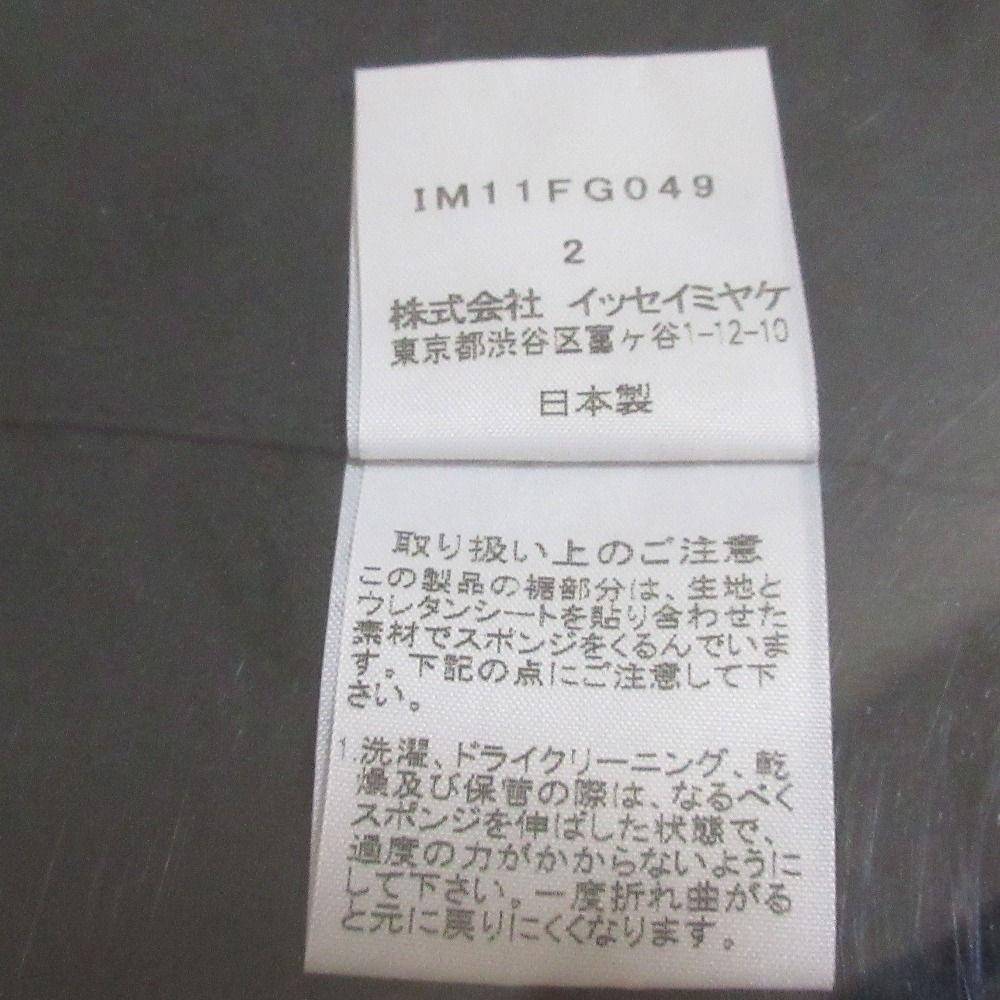 IM11FG049
2
株式会社 イッセイミヤケ
東京都渋谷区富ヶ谷1-12-10
日本製
取り扱い上のご注意
この製品の裾部分は、生地と
ウレタンシートを貼り合わせた
素材でスポンジをくるんでいま
す。下記の点にご注意して下
さい。
1.洗濯、ドライクリーニング、乾
燥及び保管の際は、なるべく
スポンジを伸ばした状態で、
過度の力がかからないように
して下さい。一度折れ曲がる
と元に戻りにくくなります。